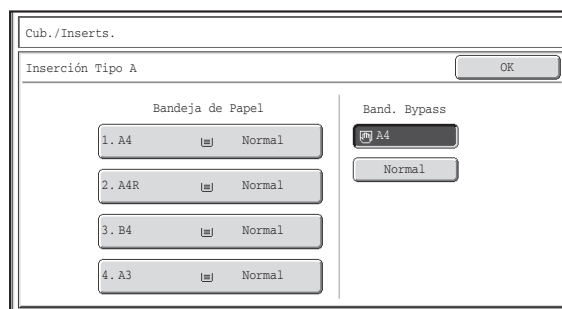 Cub./Inserts.
Inserción Tipo A
OK
Bandeja de Papel
1. A4 Normal
2. A4R Normal
3. B4 Normal
4. A3 Normal
Band. Bypass
A4
Normal